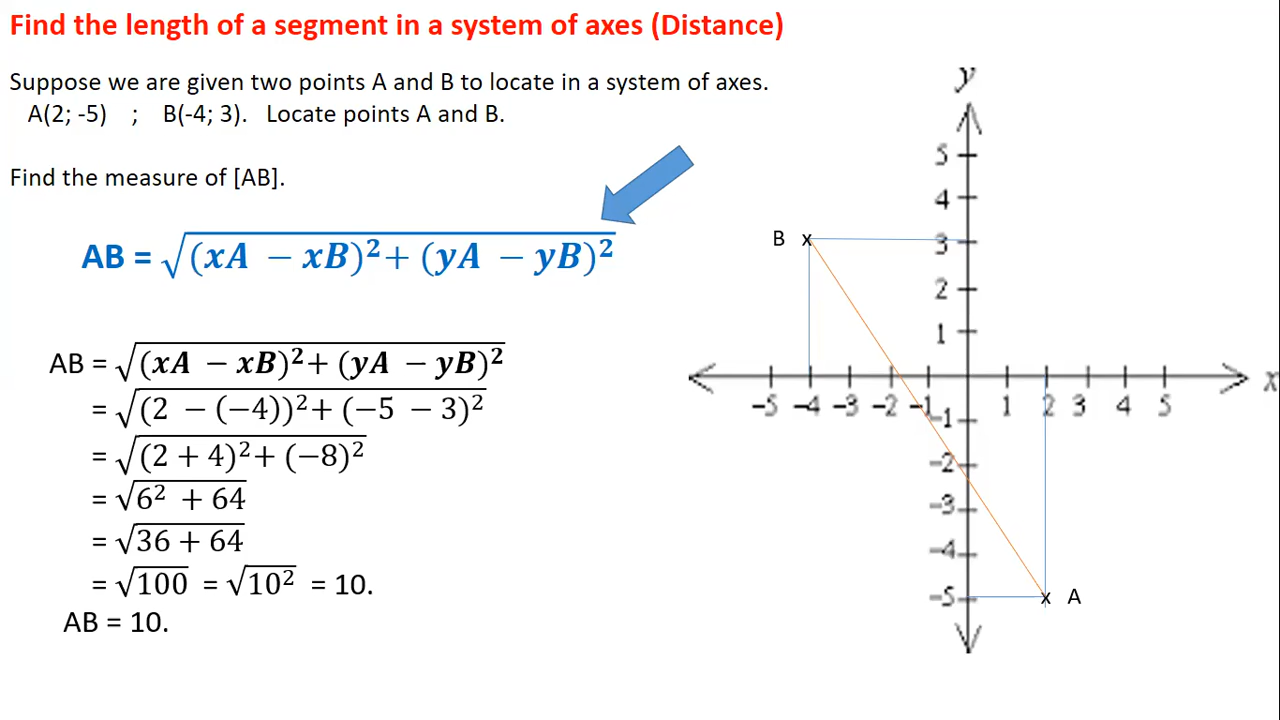 Find the length of a segment in a system of axes (Distance)
Suppose we are given two points A and B to locate in a system of axes.
A(2; -5) ; B(-4; 3). Locate points A and B.
Find the measure of [AB].
AB = √(xA − xB)²+ (yA − yB)²
AB = √(xA − xB)²+ (yA − yB)²
= √(2 − (−4))²+ (−5 − 3)²
= √(2 + 4)²+ (−8)²
= √6² + 64
= √36 + 64
= √100 = √10² = 10.
AB = 10.
y
5
4
B x 3
2
1
x
−5 −4 −3 −2 −1 1 2 3 4 5
−1
−2
−3
−4
−5 x A